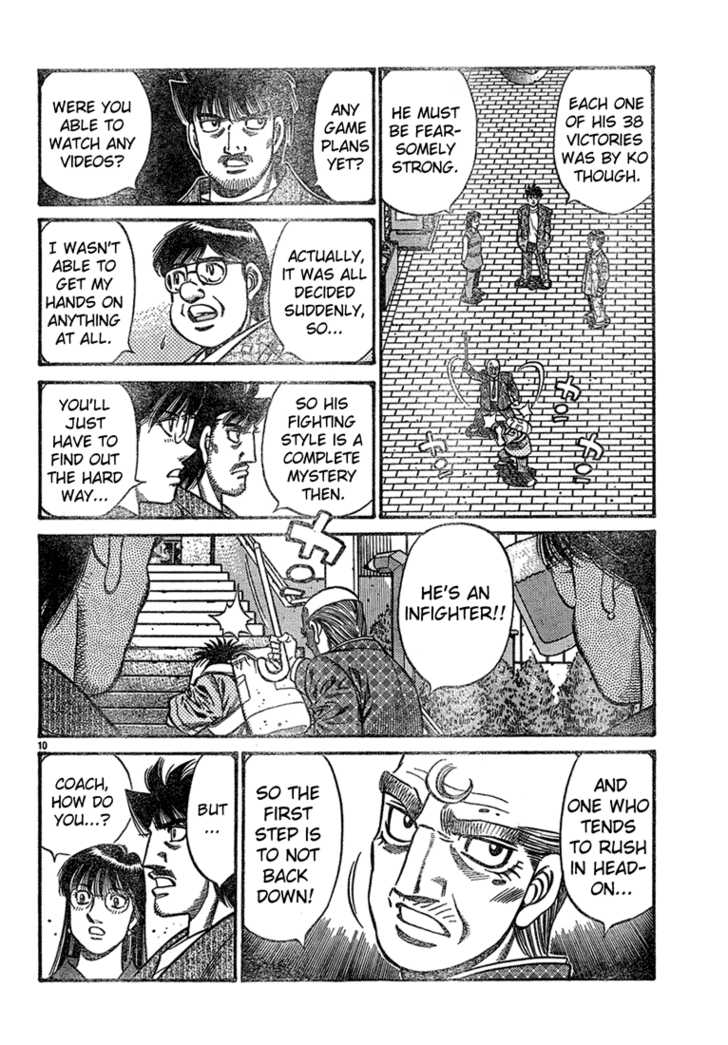 EACH ONE
OF HIS 38
VICTORIES
WAS BY KO
THOUGH.
HE MUST
BE FEAR-
SOMELY
STRONG.
ANY
GAME
PLANS
YET?
WERE YOU
ABLE TO
WATCH ANY
VIDEOS?
ACTUALLY,
IT WAS ALL
DECIDED
SUDDENLY,
SO...
I WASN'T
ABLE TO
GET MY
HANDS ON
ANYTHING
AT ALL.
SO HIS
FIGHTING
STYLE IS A
COMPLETE
MYSTERY
THEN.
YOU'LL
JUST
HAVE TO
FIND OUT
THE HARD
WAY...
HE'S AN
INFIGHTER!!
10
AND
ONE WHO
TENDS
TO RUSH
IN HEAD-
ON...
SO THE
FIRST
STEP IS
TO NOT
BACK
DOWN!
BUT
...
COACH,
HOW DO
YOU...?